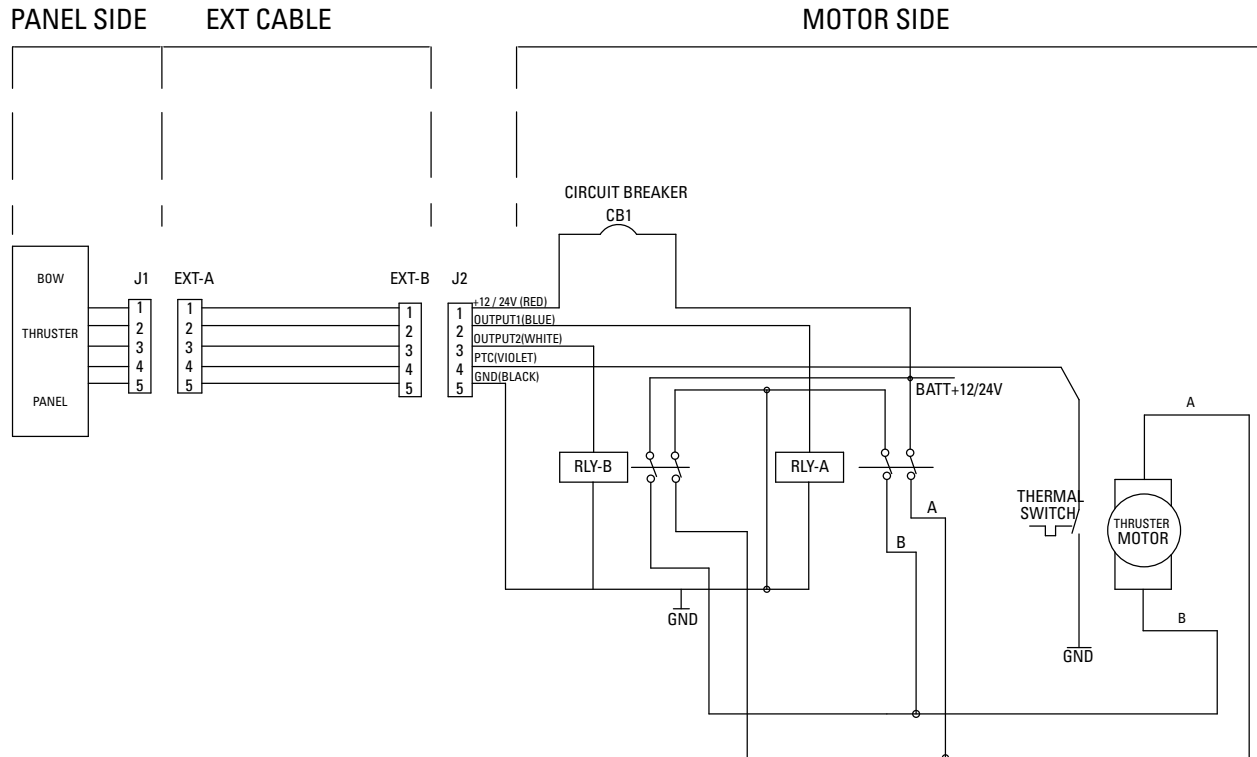 PANEL SIDE
EXT CABLE
MOTOR SIDE
CIRCUIT BREAKER
CB1
BOW
THRUSTER
PANEL
J1
EXT-A
EXT-B
J2
1
2
3
4
5
1
2
3
4
5
1
2
3
4
5
1
2
3
4
5
+12 / 24V (RED)
OUTPUT1(BLUE)
OUTPUT2(WHITE)
PTC(VIOLET)
GND(BLACK)
BATT+12/24V
RLY-B
RLY-A
A
B
GND
THERMAL
SWITCH
GND
A
THRUSTER
MOTOR
B